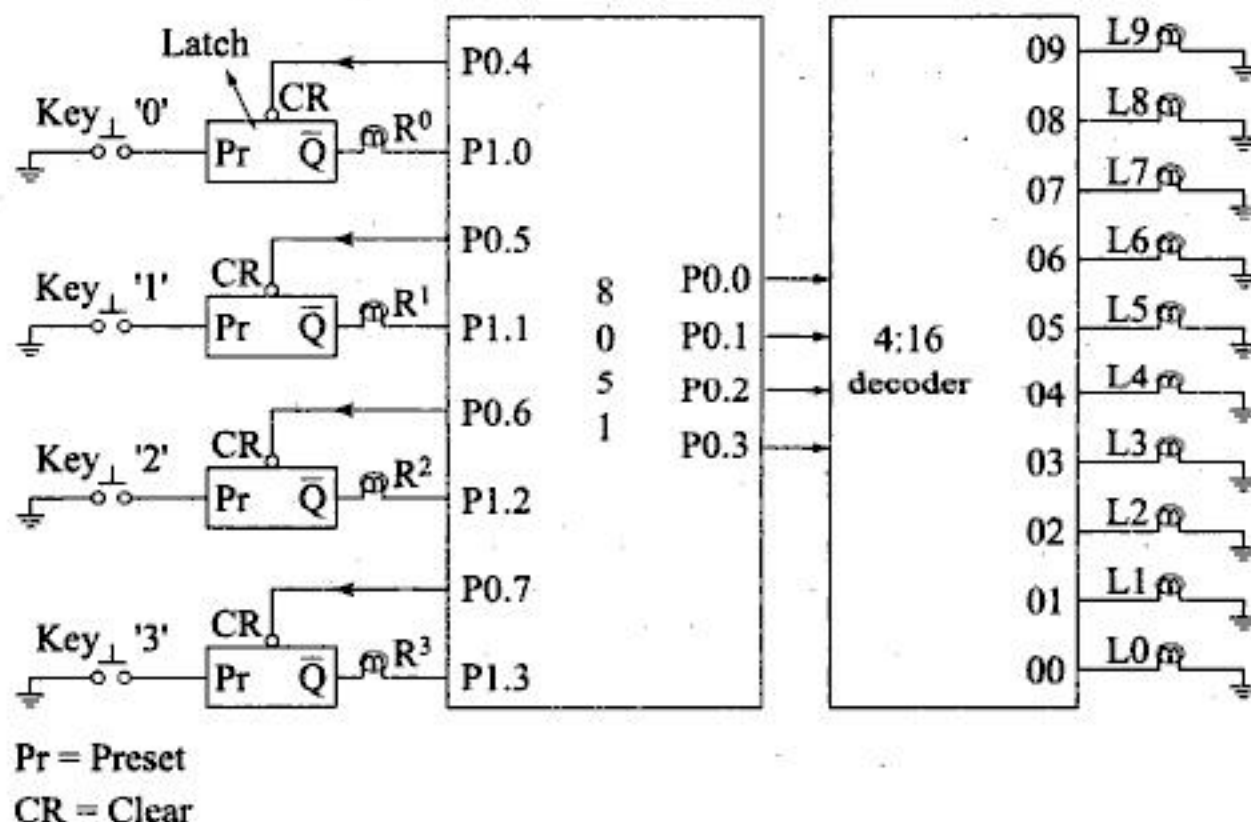 Latch
P0.4
CR
Key '0'
Pr Q̅ R⁰ P1.0
P0.5
CR
Key '1'
Pr Q̅ R¹ P1.1
P0.6
CR
Key '2'
Pr Q̅ R² P1.2
P0.7
CR
Key '3'
Pr Q̅ R³ P1.3
8
0
5
1
P0.0
P0.1
P0.2
P0.3
4:16
decoder
09 L9
08 L8
07 L7
06 L6
05 L5
04 L4
03 L3
02 L2
01 L1
00 L0
Pr = Preset
CR = Clear